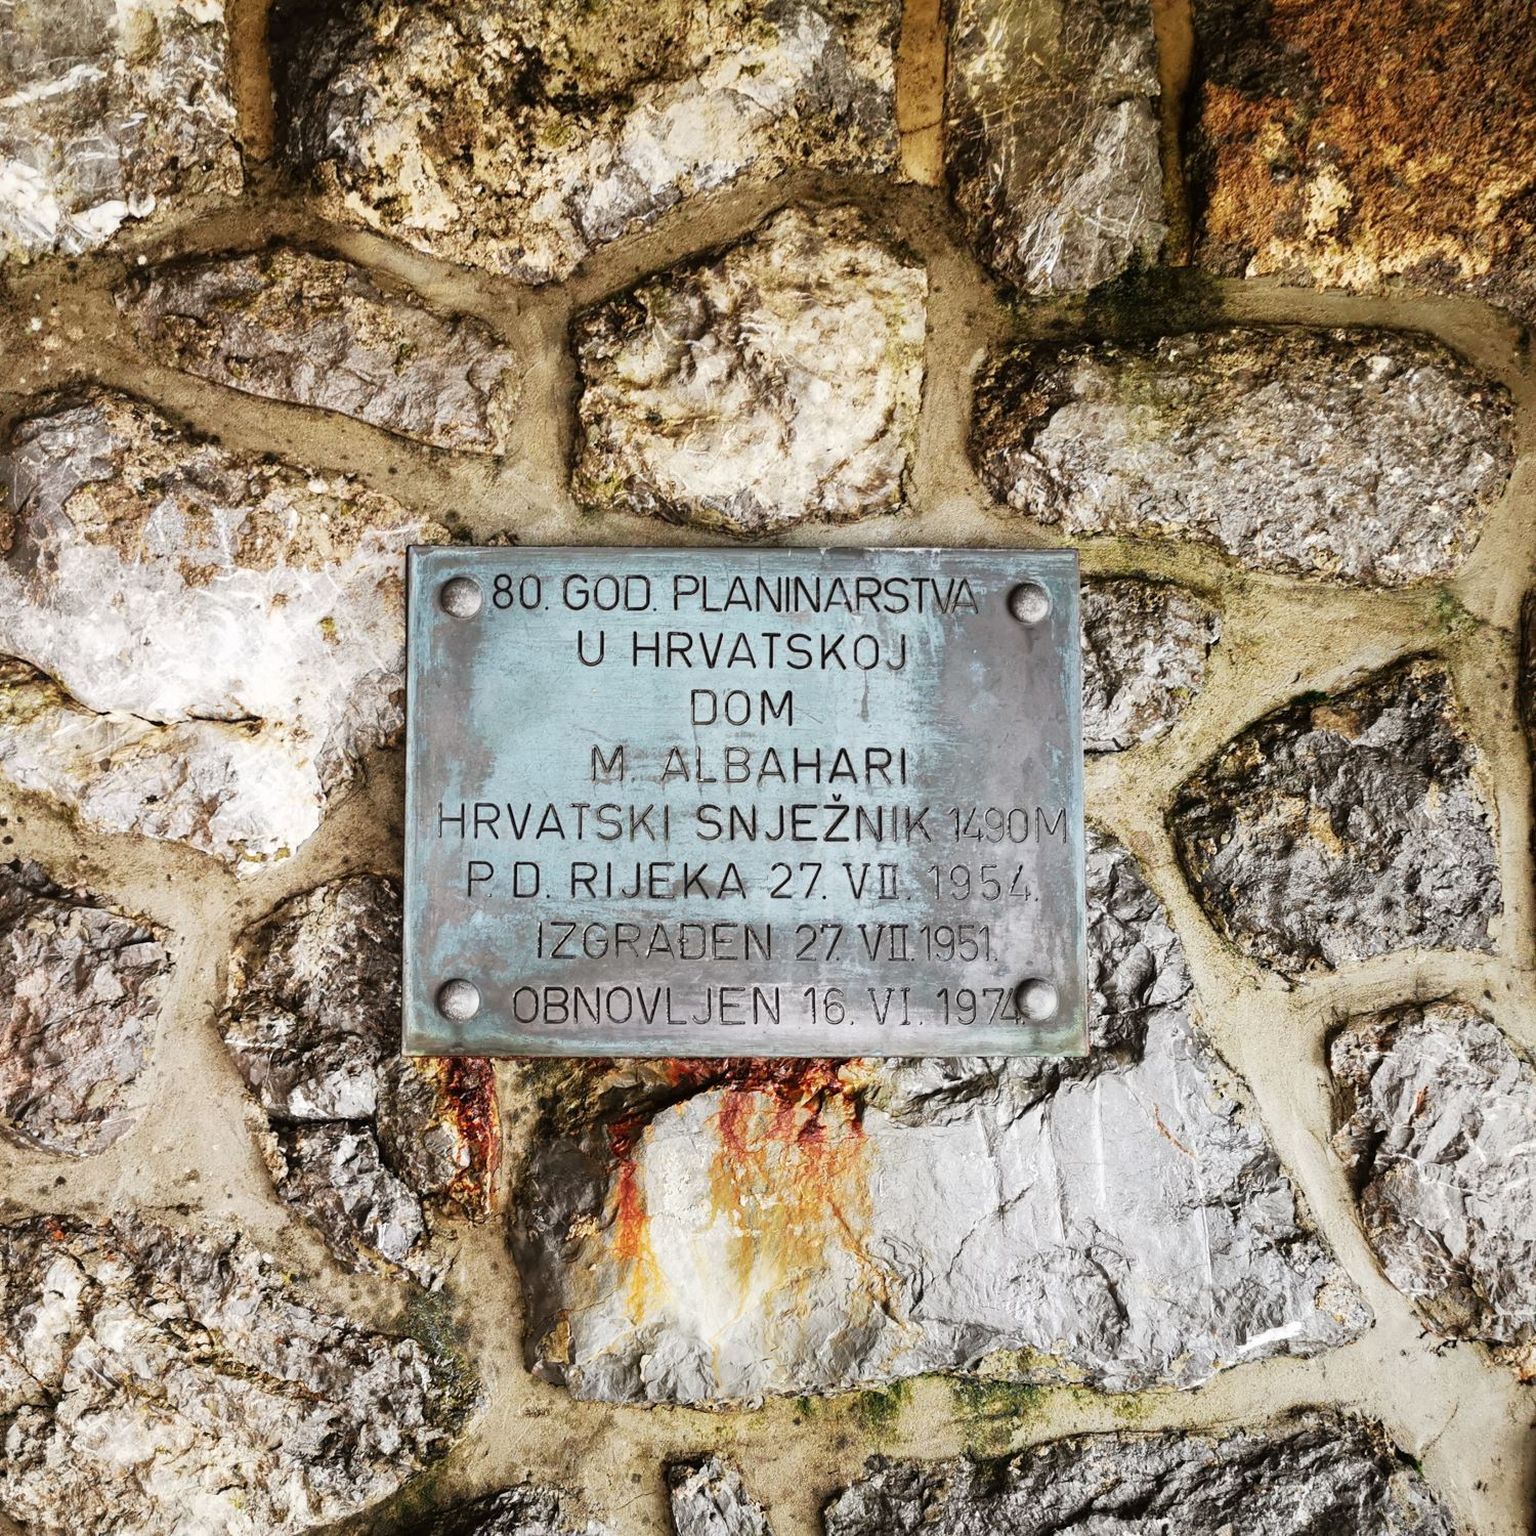 80. GOD. PLANINARSTVA
U HRVATSKOJ
DOM
M. ALBAHARI
HRVATSKI SNJEŽNIK 1490M
P. D. RIJEKA 27. VII. 1954.
IZGRAĐEN 27. VII. 1951.
OBNOVLJEN 16. VI. 1974.